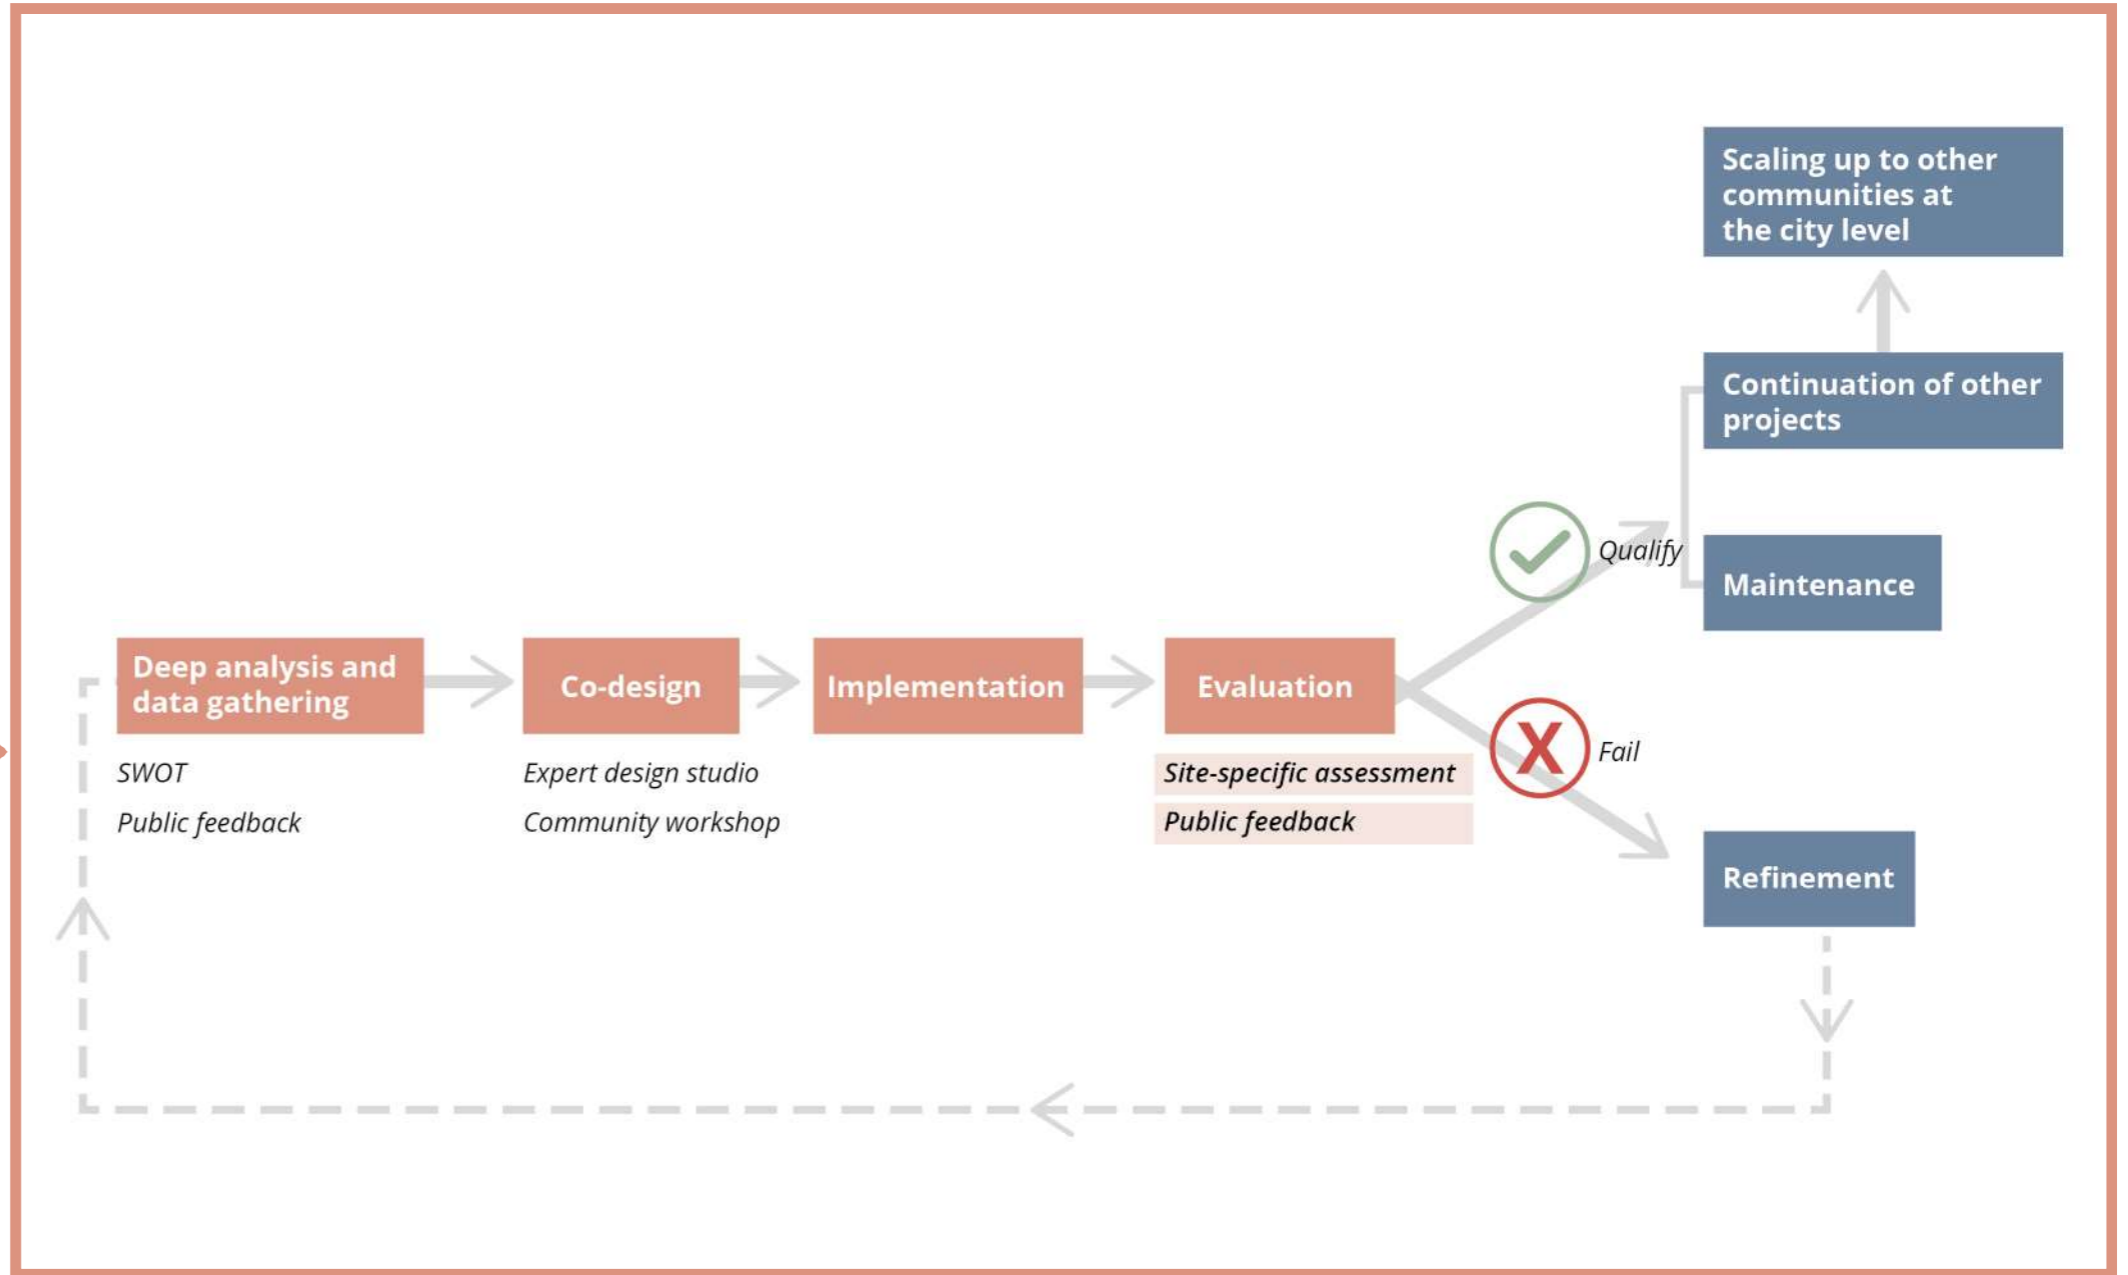 Scaling up to other
communities at
the city level
Continuation of other
projects
Qualify
Maintenance
Deep analysis and
data gathering
Co-design
Implementation
Evaluation
SWOT
Public feedback
Expert design studio
Community workshop
Site-specific assessment
Public feedback
X
Fail
Refinement